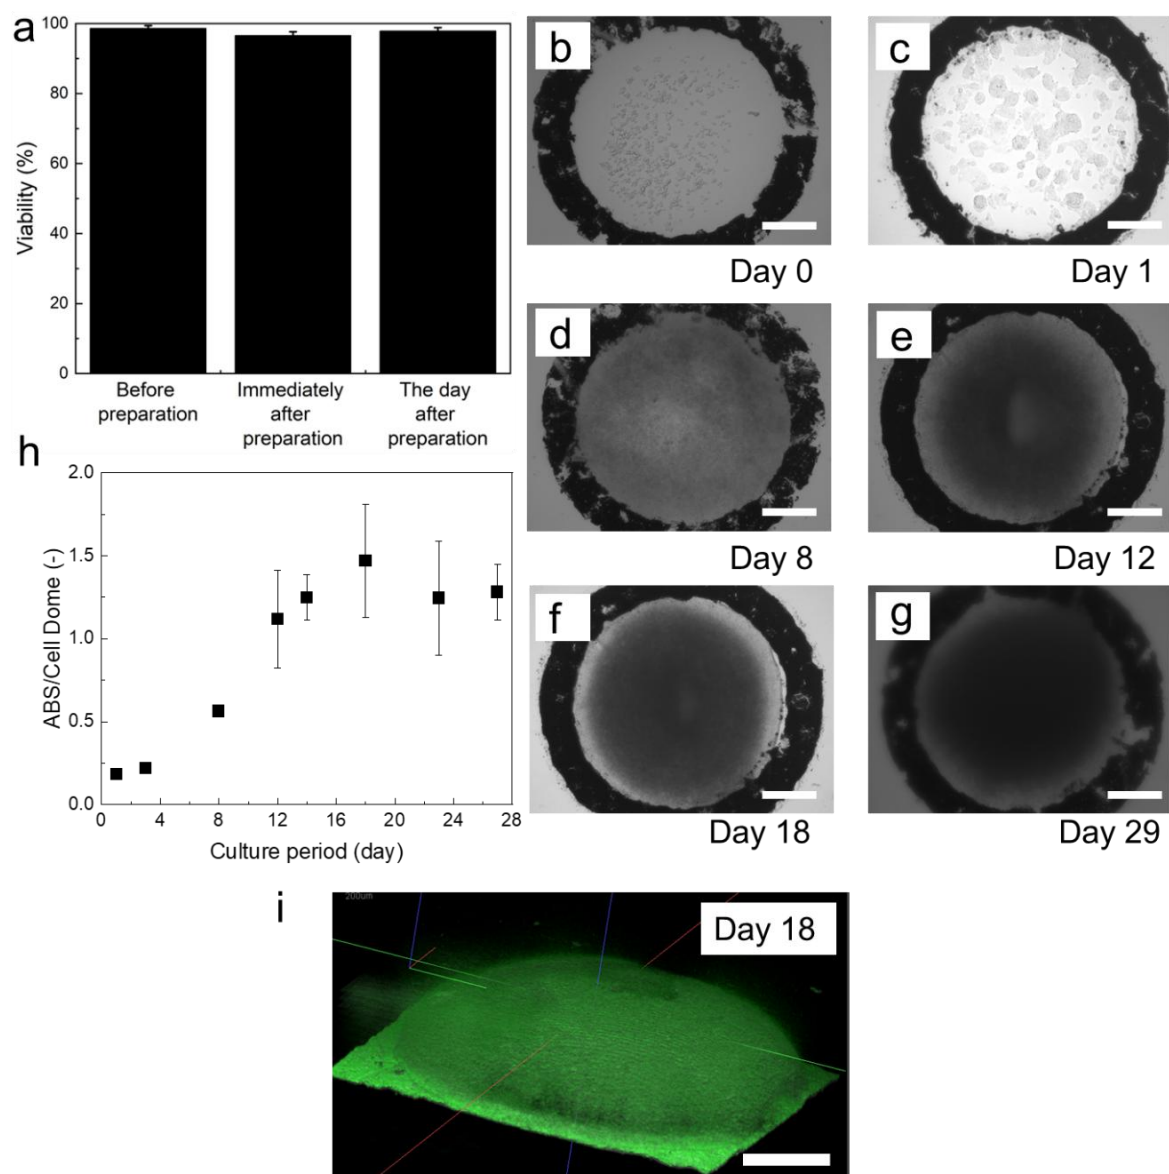 a
100
80
60
40
20
0
Viability (%)
Before
preparation
Immediately
after
preparation
The day
after
preparation
b
Day 0
c
Day 1
d
Day 8
e
Day 12
f
Day 18
g
Day 29
h
2.0
1.5
1.0
0.5
0.0
ABS/Cell Dome (-)
0 4 8 12 16 20 24 28
Culture period (day)
i
200um
Day 18